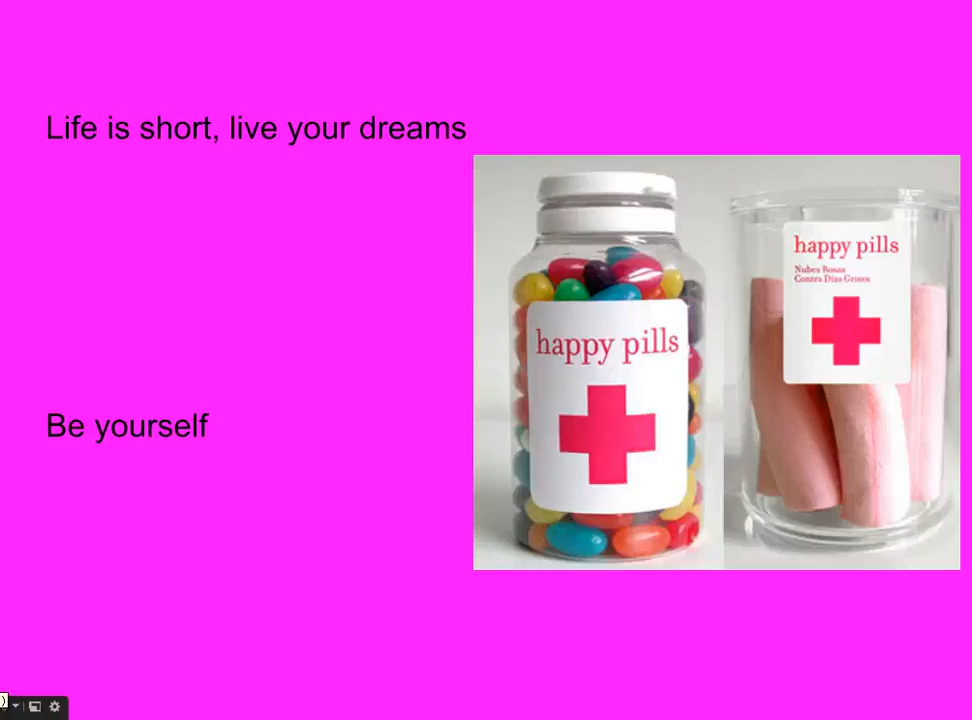 Life is short, live your dreams
happy pills
Nubes Rosas
Contra Días Grises
happy pills
Be yourself